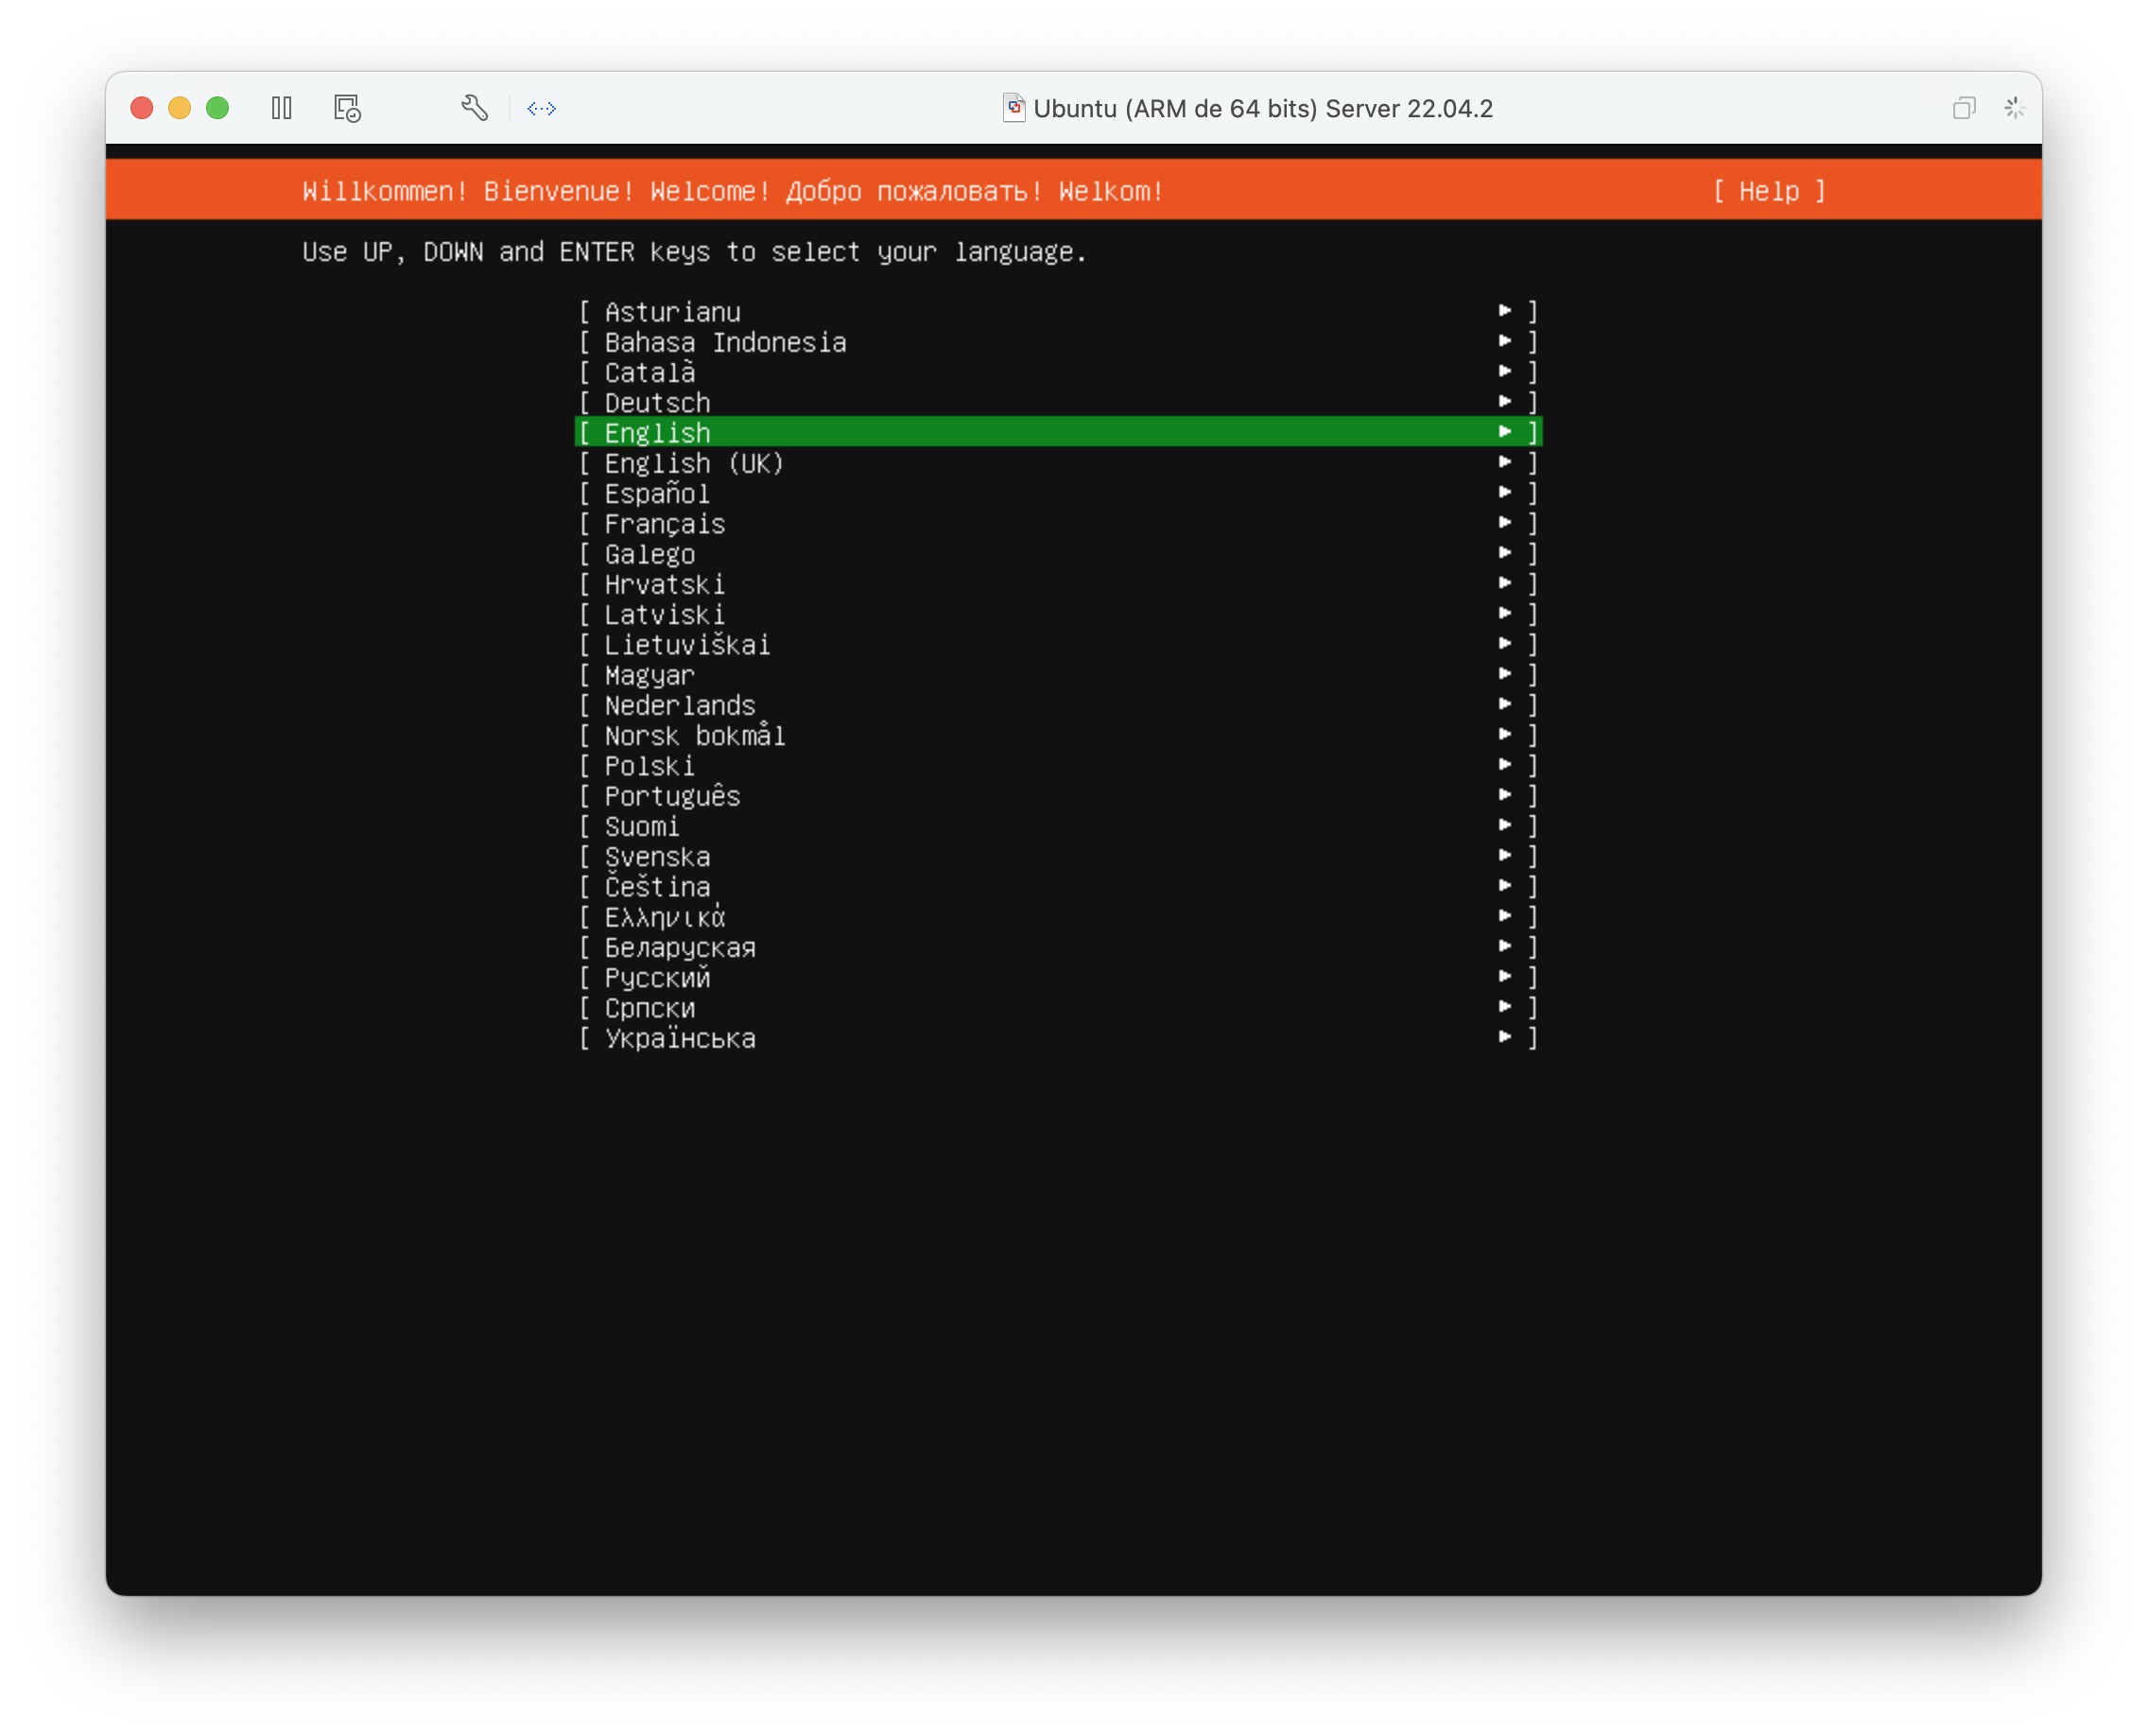 Ubuntu (ARM de 64 bits) Server 22.04.2
Willkommen! Bienvenue! Welcome! Добро пожаловать! Welkom! [ Help ]
Use UP, DOWN and ENTER keys to select your language.
[ Asturianu ► ]
[ Bahasa Indonesia ► ]
[ Català ► ]
[ Deutsch ► ]
[ English ► ]
[ English (UK) ► ]
[ Español ► ]
[ Français ► ]
[ Galego ► ]
[ Hrvatski ► ]
[ Latviski ► ]
[ Lietuviškai ► ]
[ Magyar ► ]
[ Nederlands ► ]
[ Norsk bokmål ► ]
[ Polski ► ]
[ Português ► ]
[ Suomi ► ]
[ Svenska ► ]
[ Čeština ► ]
[ Ελληνικά ► ]
[ Беларуская ► ]
[ Русский ► ]
[ Српски ► ]
[ Українська ► ]